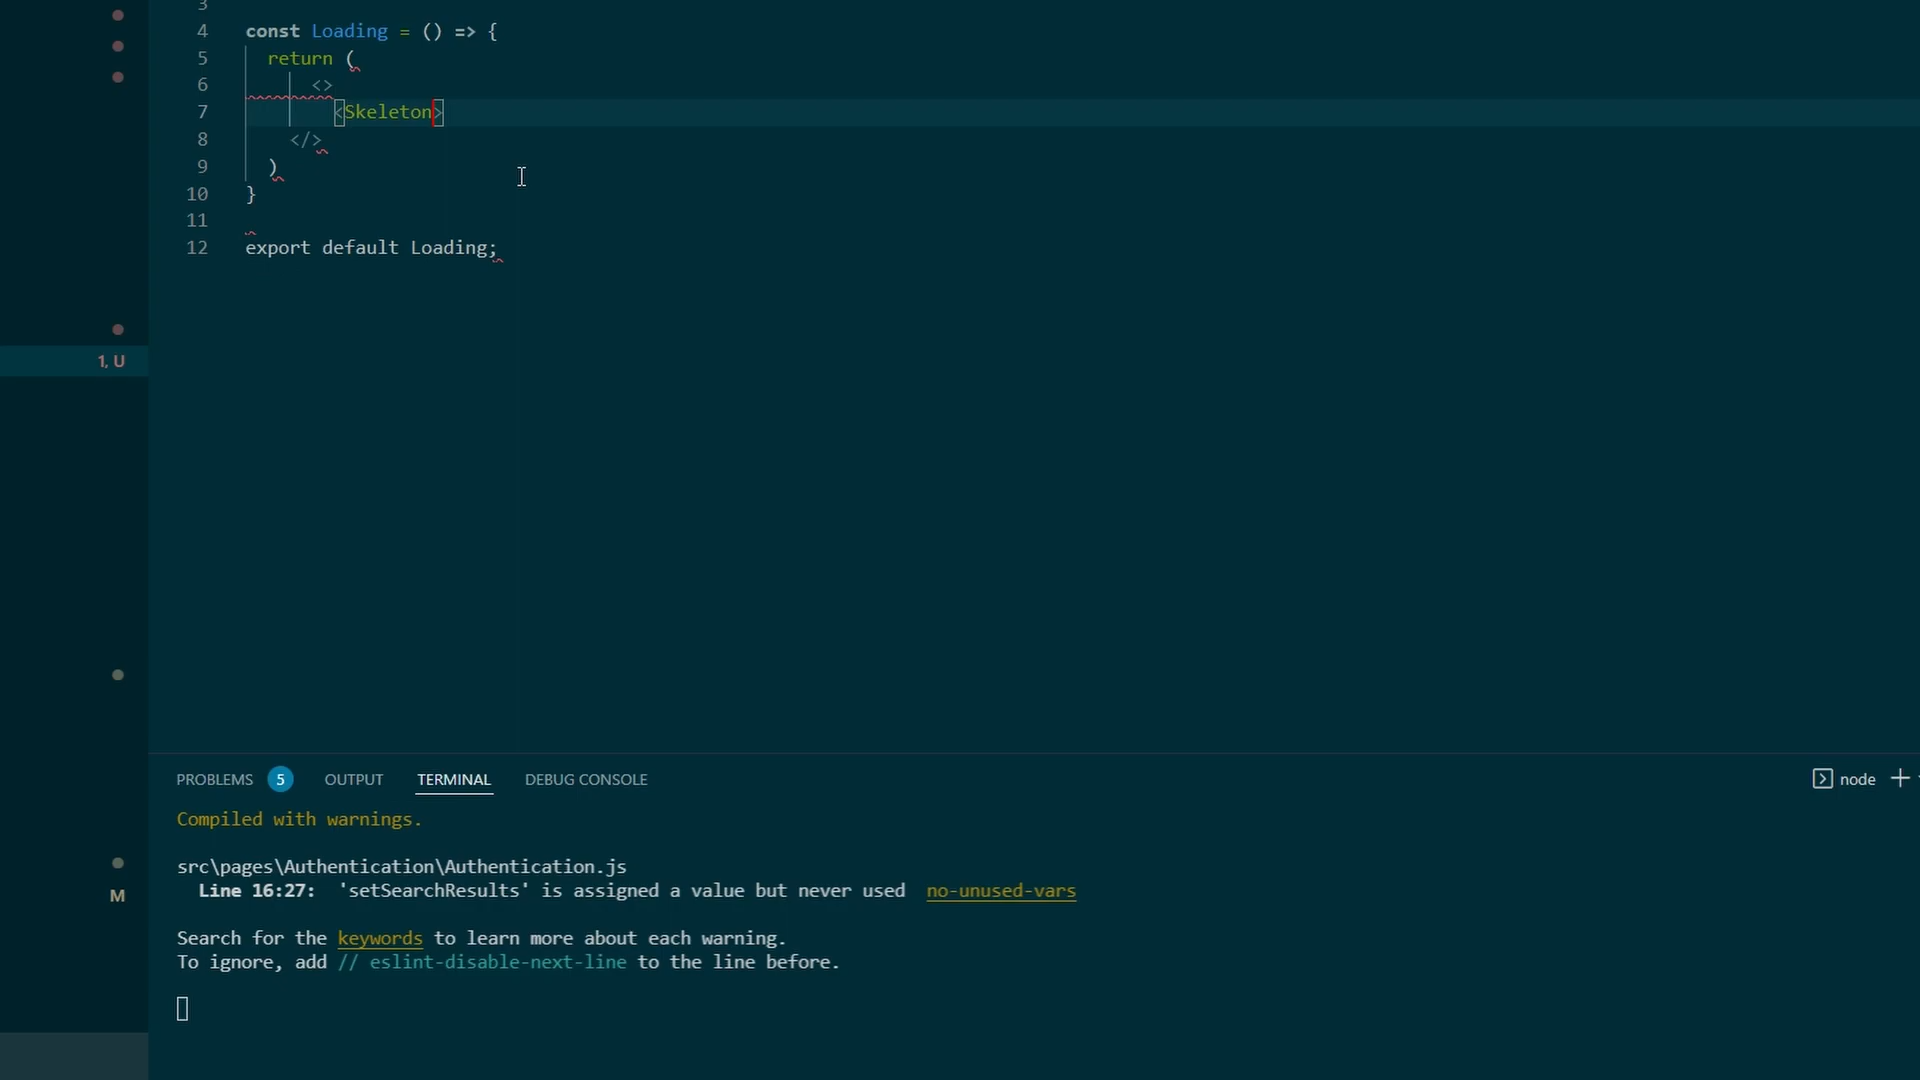 3
4 const Loading = () => {
5 return (
6 <>
7 <Skeleton>
8 </>
9 )
10 }
11
12 export default Loading;
1, U
M
PROBLEMS 5 OUTPUT TERMINAL DEBUG CONSOLE node
Compiled with warnings.
src\pages\Authentication\Authentication.js
Line 16:27: 'setSearchResults' is assigned a value but never used no-unused-vars
Search for the keywords to learn more about each warning.
To ignore, add // eslint-disable-next-line to the line before.